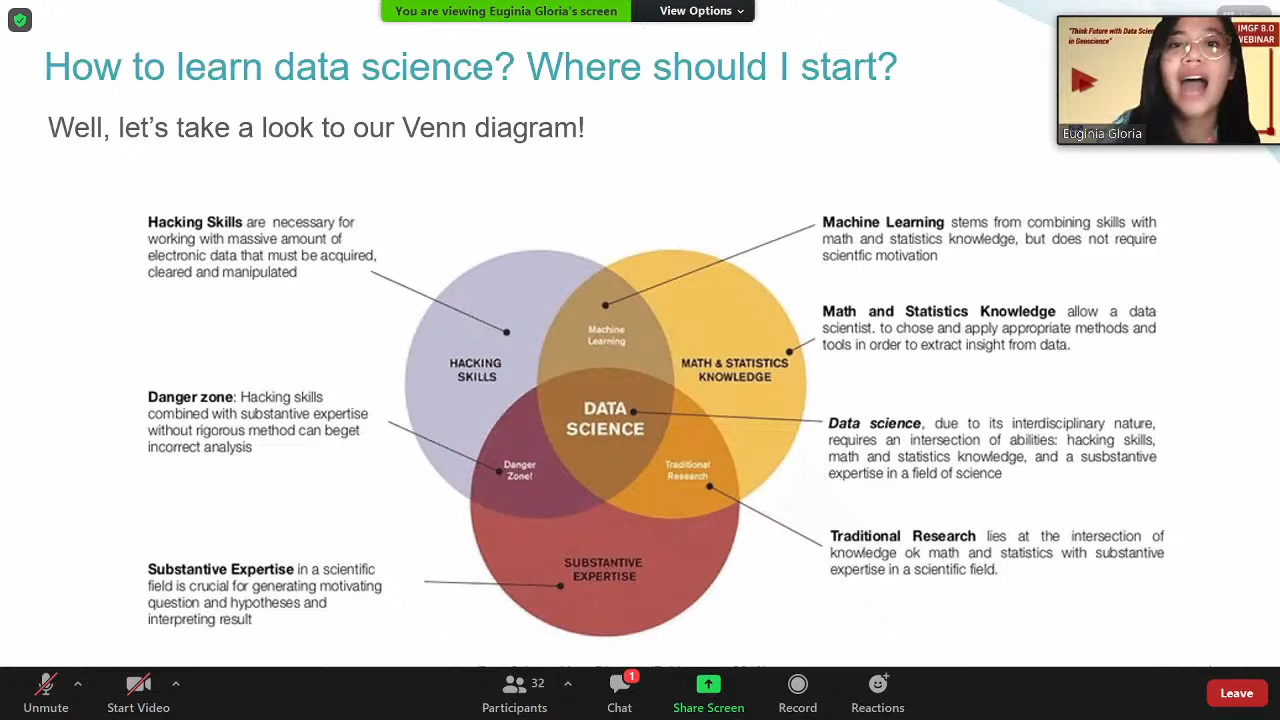 You are viewing Euginia Gloria's screen
View Options
How to learn data science? Where should I start?
Well, let's take a look to our Venn diagram!
"Think Future with Data Scien
in Geoscience"
IMGF 8.0
WEBINAR
Euginia Gloria
Hacking Skills are necessary for
working with massive amount of
electronic data that must be acquired,
cleared and manipulated
Danger zone: Hacking skills
combined with substantive expertise
without rigorous method can beget
incorrect analysis
Substantive Expertise in a scientific
field is crucial for generating motivating
question and hypotheses and
interpreting result
HACKING
SKILLS
Machine
Learning
MATH & STATISTICS
KNOWLEDGE
DATA
SCIENCE
Danger
Zone!
Traditional
Research
SUBSTANTIVE
EXPERTISE
Machine Learning stems from combining skills with
math and statistics knowledge, but does not require
scientfic motivation
Math and Statistics Knowledge allow a data
scientist. to chose and apply appropriate methods and
tools in order to extract insight from data.
Data science, due to its interdisciplinary nature,
requires an intersection of abilities: hacking skills,
math and statistics knowledge, and a susbstantive
expertise in a field of science
Traditional Research lies at the intersection of
knowledge ok math and statistics with substantive
expertise in a scientific field.
Unmute
Start Video
32
Participants
1
Chat
Share Screen
Record
Reactions
Leave